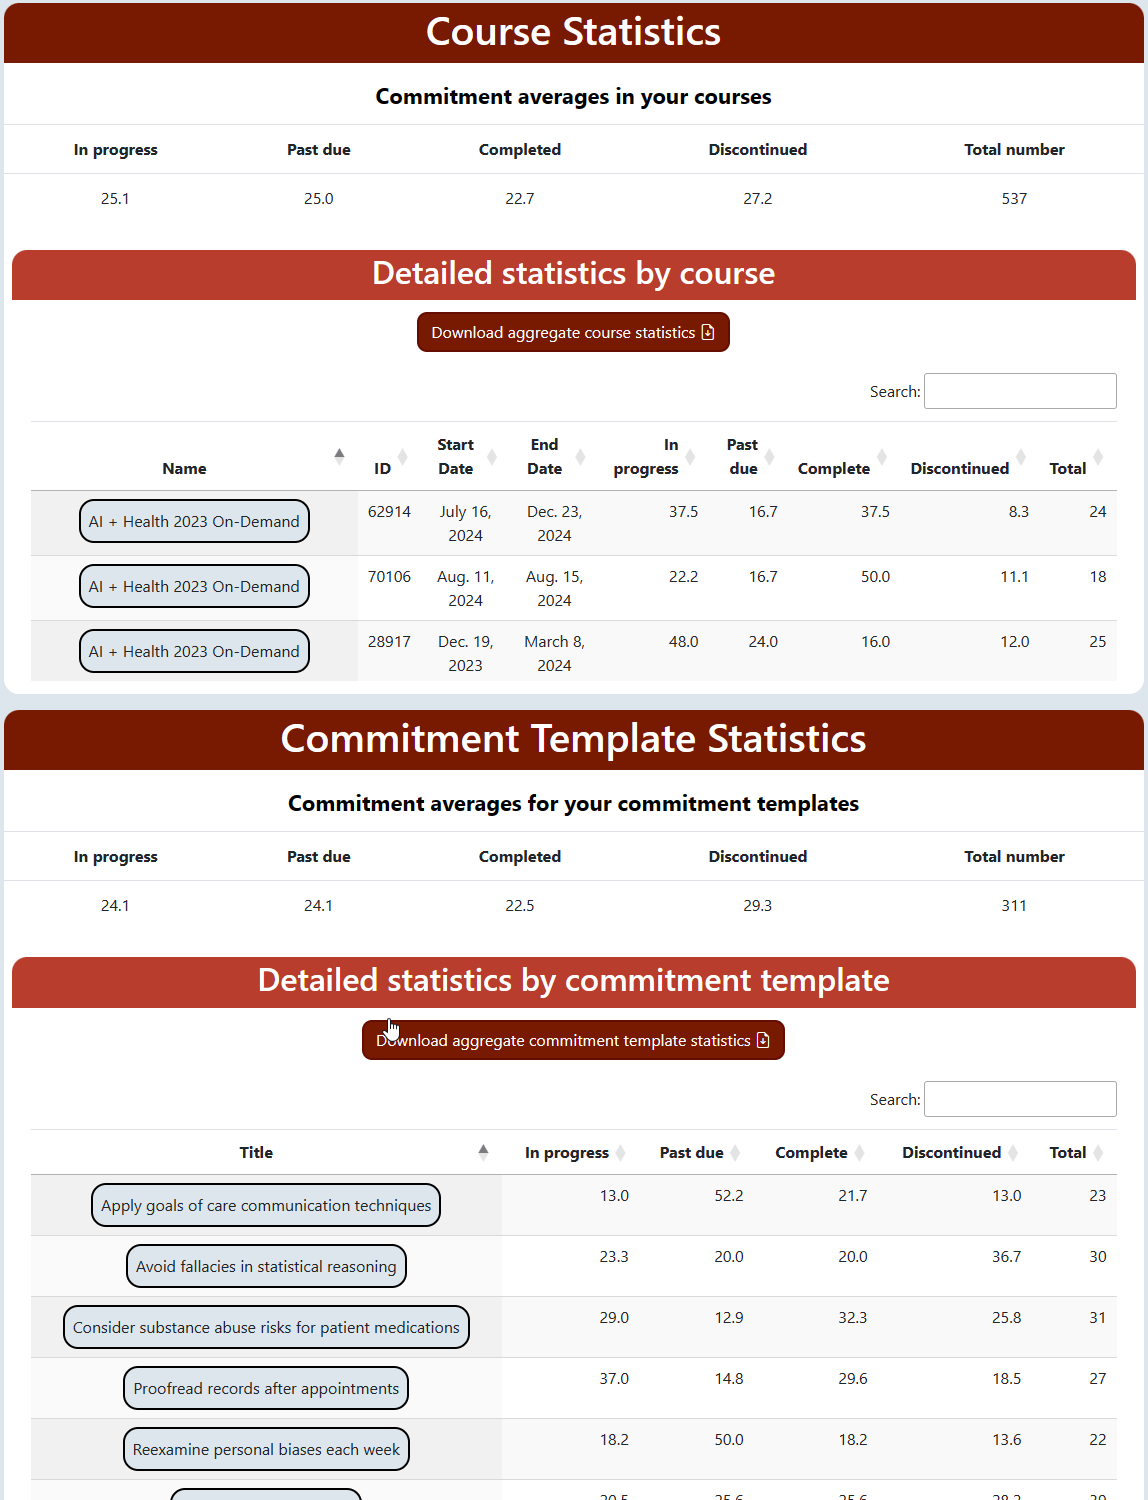 Course Statistics
Commitment averages in your courses
In progress Past due Completed Discontinued Total number
25.1 25.0 22.7 27.2 537
Detailed statistics by course
Download aggregate course statistics
Search:
Name ID Start Date End Date In progress Past due Complete Discontinued Total
AI + Health 2023 On-Demand 62914 July 16, 2024 Dec. 23, 2024 37.5 16.7 37.5 8.3 24
AI + Health 2023 On-Demand 70106 Aug. 11, 2024 Aug. 15, 2024 22.2 16.7 50.0 11.1 18
AI + Health 2023 On-Demand 28917 Dec. 19, 2023 March 8, 2024 48.0 24.0 16.0 12.0 25
Commitment Template Statistics
Commitment averages for your commitment templates
In progress Past due Completed Discontinued Total number
24.1 24.1 22.5 29.3 311
Detailed statistics by commitment template
Download aggregate commitment template statistics
Search:
Title In progress Past due Complete Discontinued Total
Apply goals of care communication techniques 13.0 52.2 21.7 13.0 23
Avoid fallacies in statistical reasoning 23.3 20.0 20.0 36.7 30
Consider substance abuse risks for patient medications 29.0 12.9 32.3 25.8 31
Proofread records after appointments 37.0 14.8 29.6 18.5 27
Reexamine personal biases each week 18.2 50.0 18.2 13.6 22